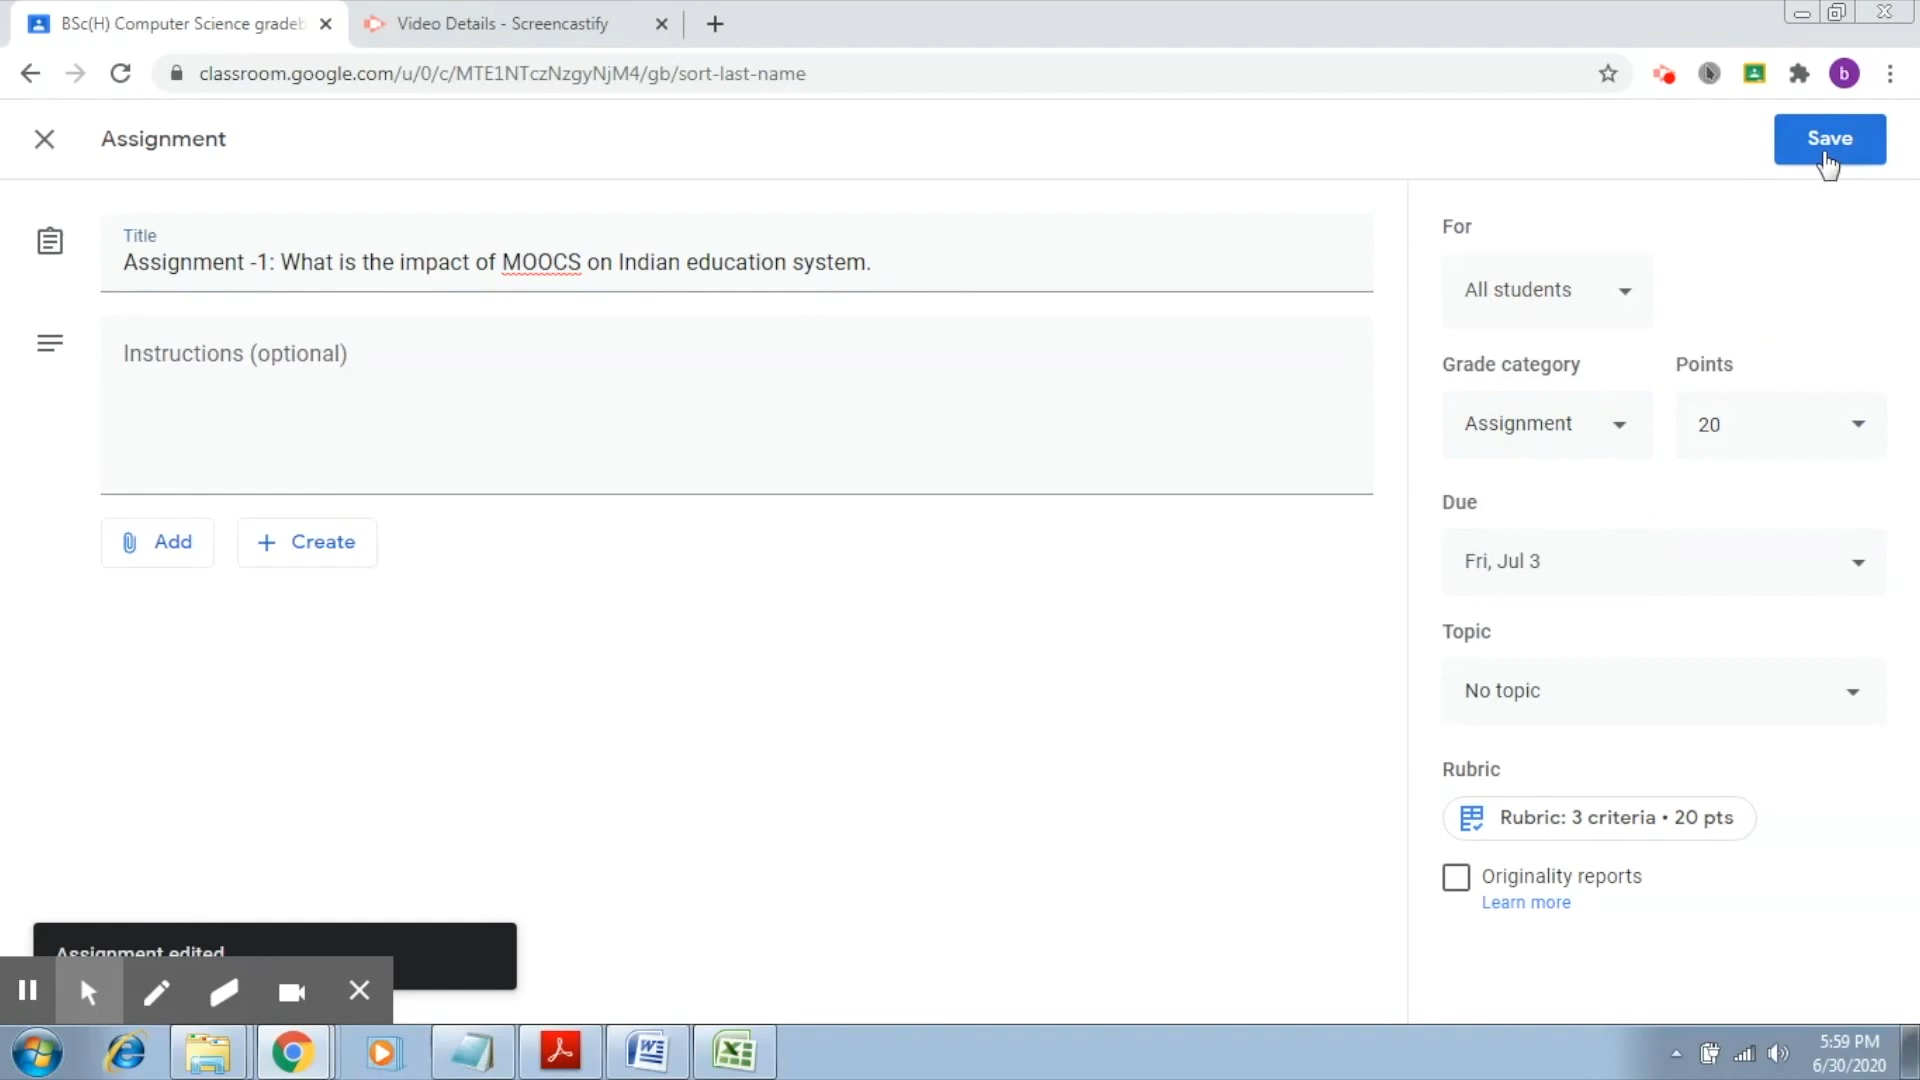 BSc(H) Computer Science gradeb
Video Details - Screencastify
classroom.google.com/u/0/c/MTE1NTczNzgyNjM4/gb/sort-last-name
b
Assignment
Save
Title
Assignment -1: What is the impact of MOOCS on Indian education system.
Instructions (optional)
Add
Create
For
All students
Grade category
Points
Assignment
20
Due
Fri, Jul 3
Topic
No topic
Rubric
Rubric: 3 criteria • 20 pts
Originality reports
Learn more
Assignment edited
5:59 PM
6/30/2020